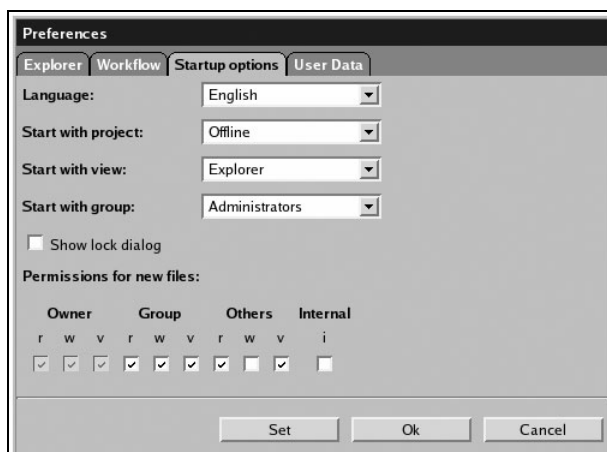 Preferences
Explorer Workflow Startup options User Data
Language: English
Start with project: Offline
Start with view: Explorer
Start with group: Administrators
Show lock dialog
Permissions for new files:
Owner Group Others Internal
r w v r w v r w v i
Set Ok Cancel